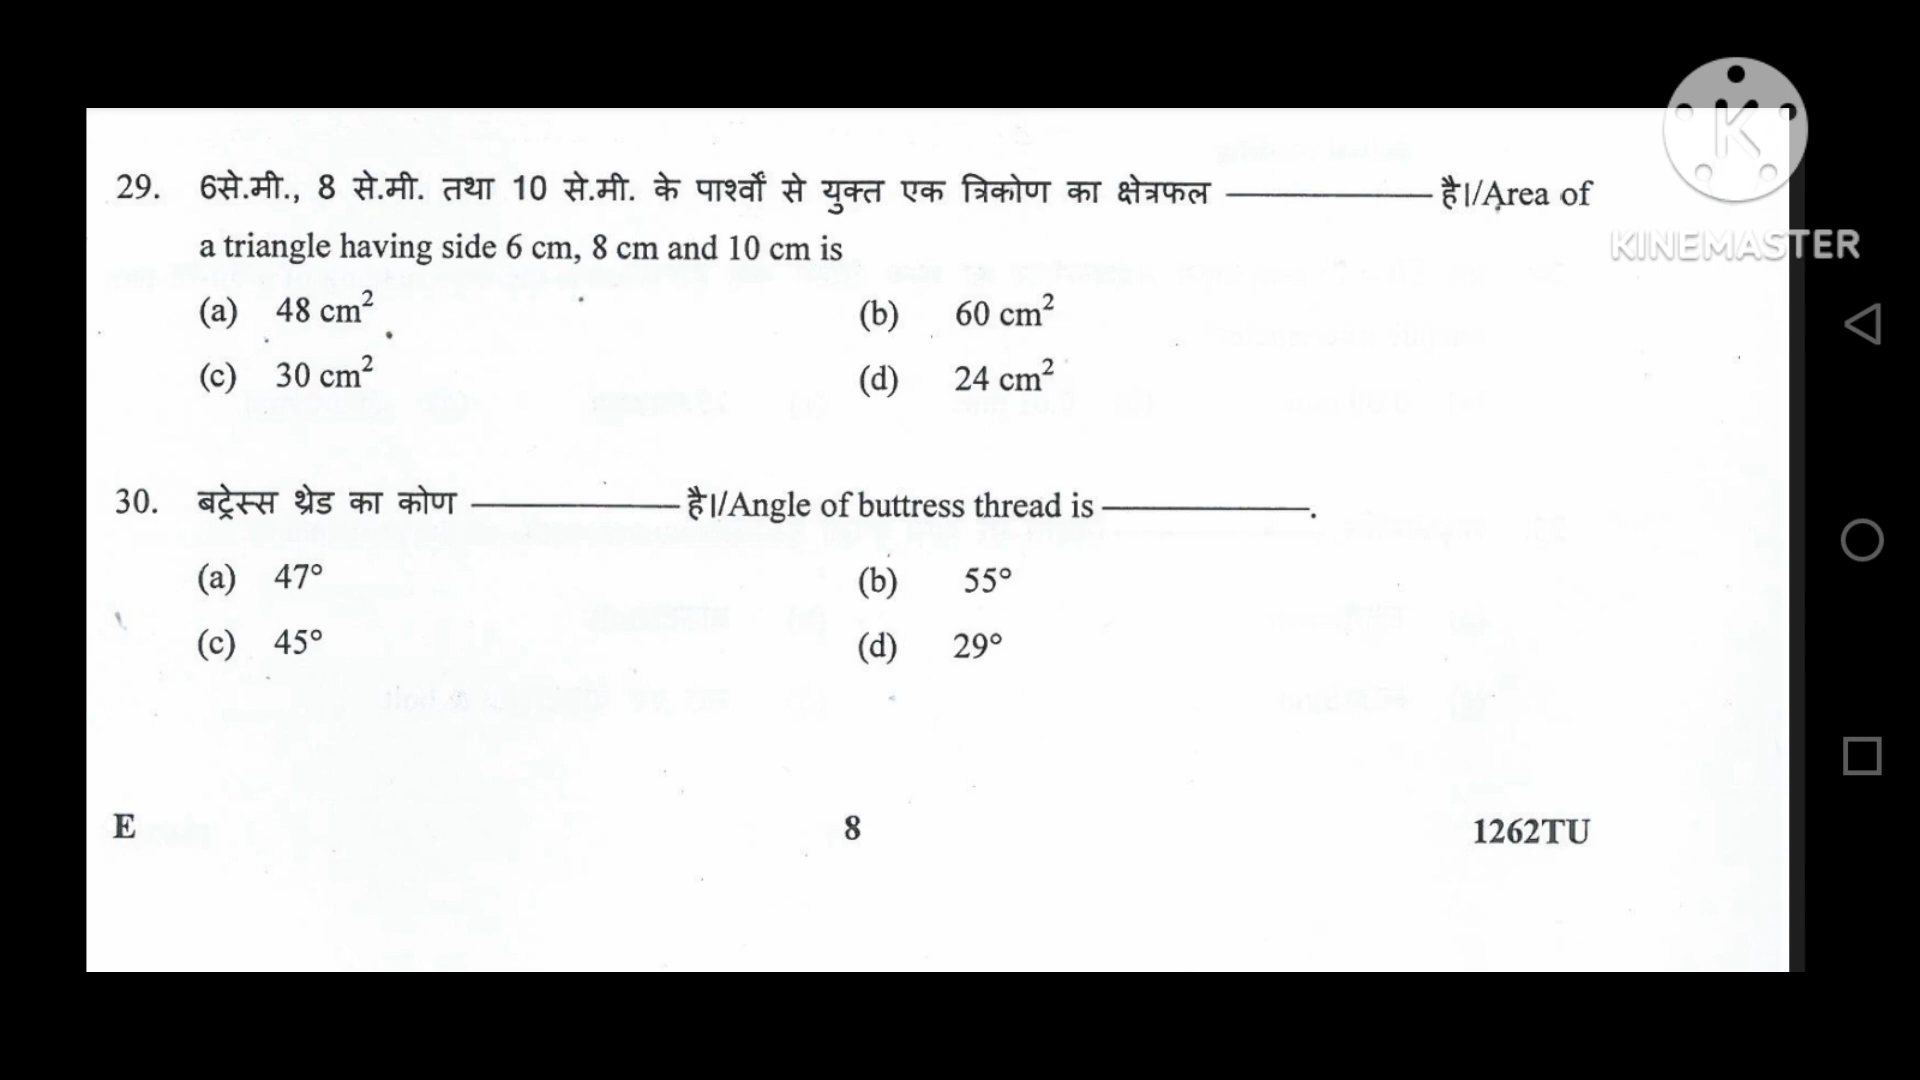 29. 6से.मी., 8 से.मी. तथा 10 से.मी. के पार्श्वों से युक्त एक त्रिकोण का क्षेत्रफल ————— है।/Area of
a triangle having side 6 cm, 8 cm and 10 cm is
(a) 48 cm² (b) 60 cm²
(c) 30 cm² (d) 24 cm²
30. बट्रेस्स थ्रेड का कोण ————— है।/Angle of buttress thread is —————.
(a) 47° (b) 55°
(c) 45° (d) 29°
E 8 1262TU
K
KINEMASTER